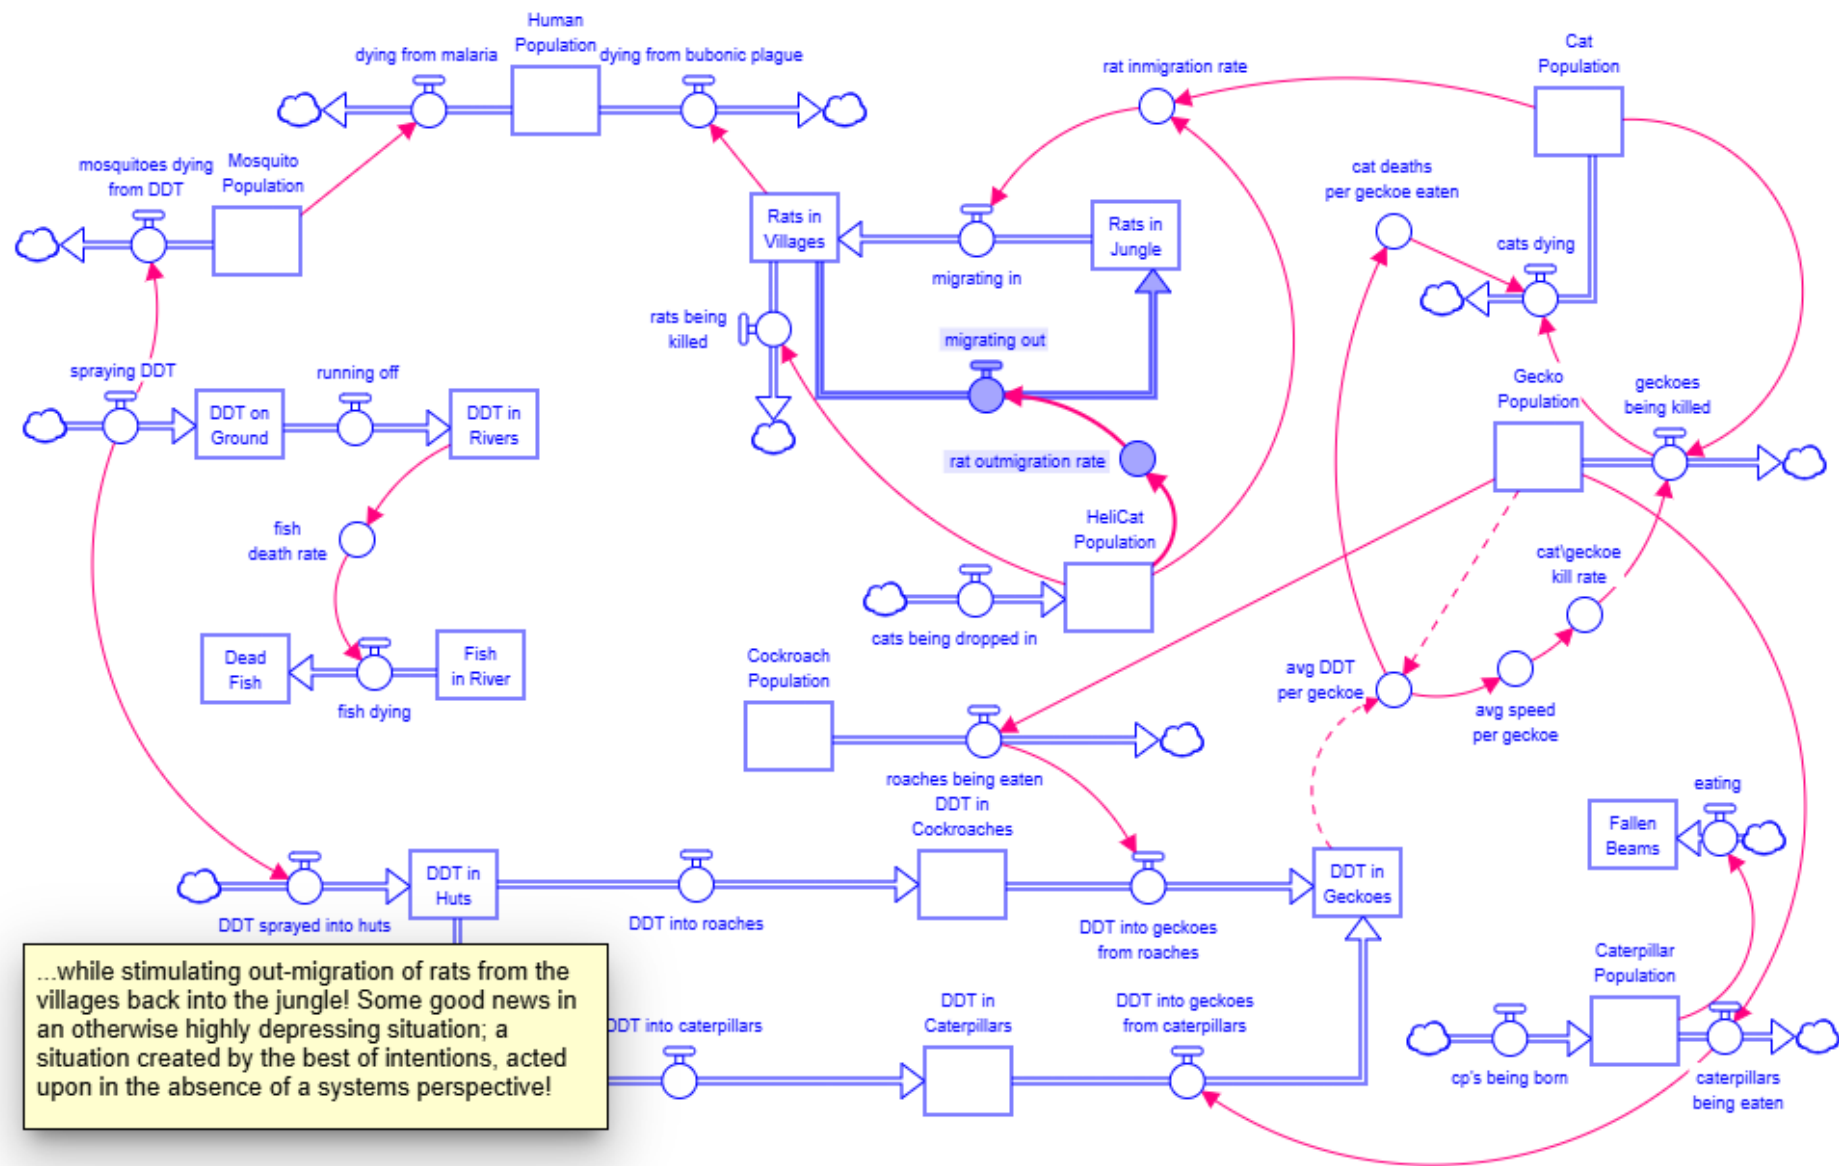 Human
Population
dying from malaria
dying from bubonic plague
rat inmigration rate
Cat
Population
mosquitoes dying
from DDT
Mosquito
Population
cat deaths
per geckoe eaten
Rats in
Villages
Rats in
Jungle
cats dying
migrating in
rats being
killed
migrating out
spraying DDT
running off
Gecko
Population
geckoes
being killed
DDT on
Ground
DDT in
Rivers
rat outmigration rate
fish
death rate
HeliCat
Population
cat\geckoe
kill rate
cats being dropped in
Dead
Fish
Fish
in River
fish dying
Cockroach
Population
avg DDT
per geckoe
avg speed
per geckoe
roaches being eaten
DDT in
Cockroaches
eating
Fallen
Beams
DDT in
Huts
DDT in
Geckoes
DDT sprayed into huts
DDT into roaches
DDT into geckoes
from roaches
Caterpillar
Population
...while stimulating out-migration of rats from the
villages back into the jungle! Some good news in
an otherwise highly depressing situation; a
situation created by the best of intentions, acted
upon in the absence of a systems perspective!
DDT into caterpillars
DDT in
Caterpillars
DDT into geckoes
from caterpillars
cp's being born
caterpillars
being eaten